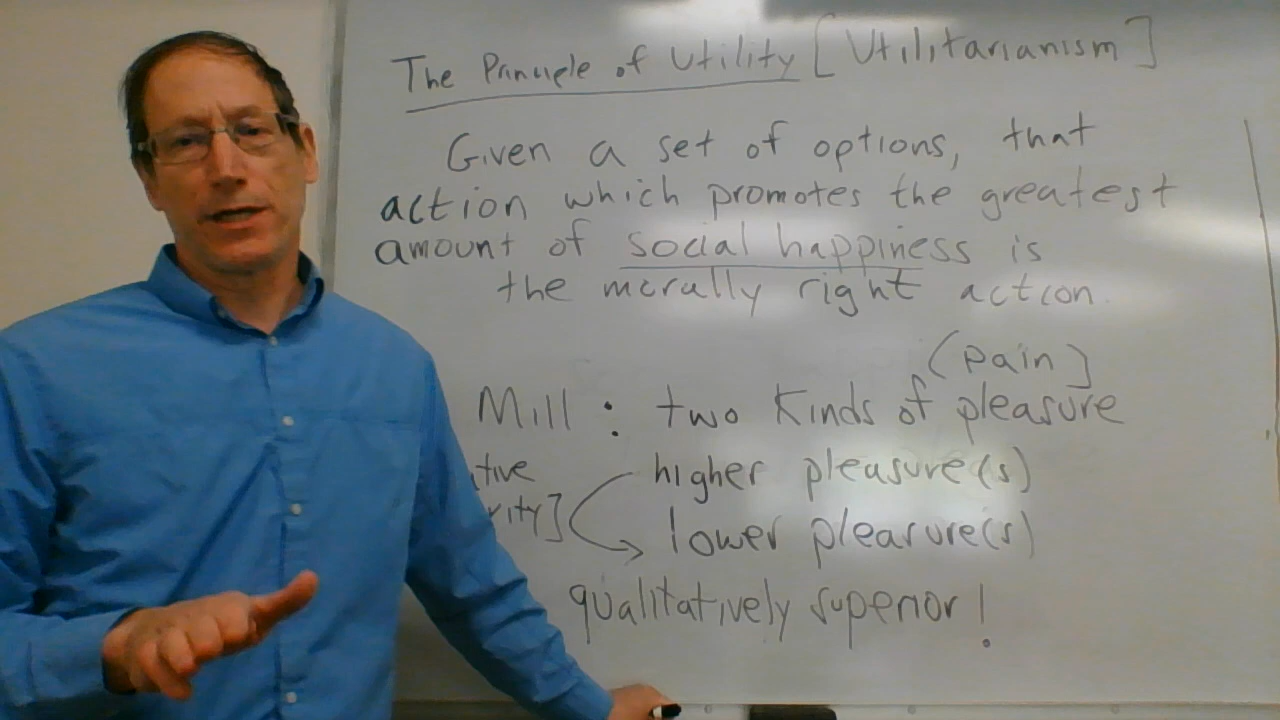 The Principle of Utility [Utilitarianism]
Given a set of options, that
action which promotes the greatest
amount of social happiness is
the morally right action.
(pain]
Mill : two kinds of pleasure
higher pleasure(s)
lower pleasure(s)
qualitatively superior!